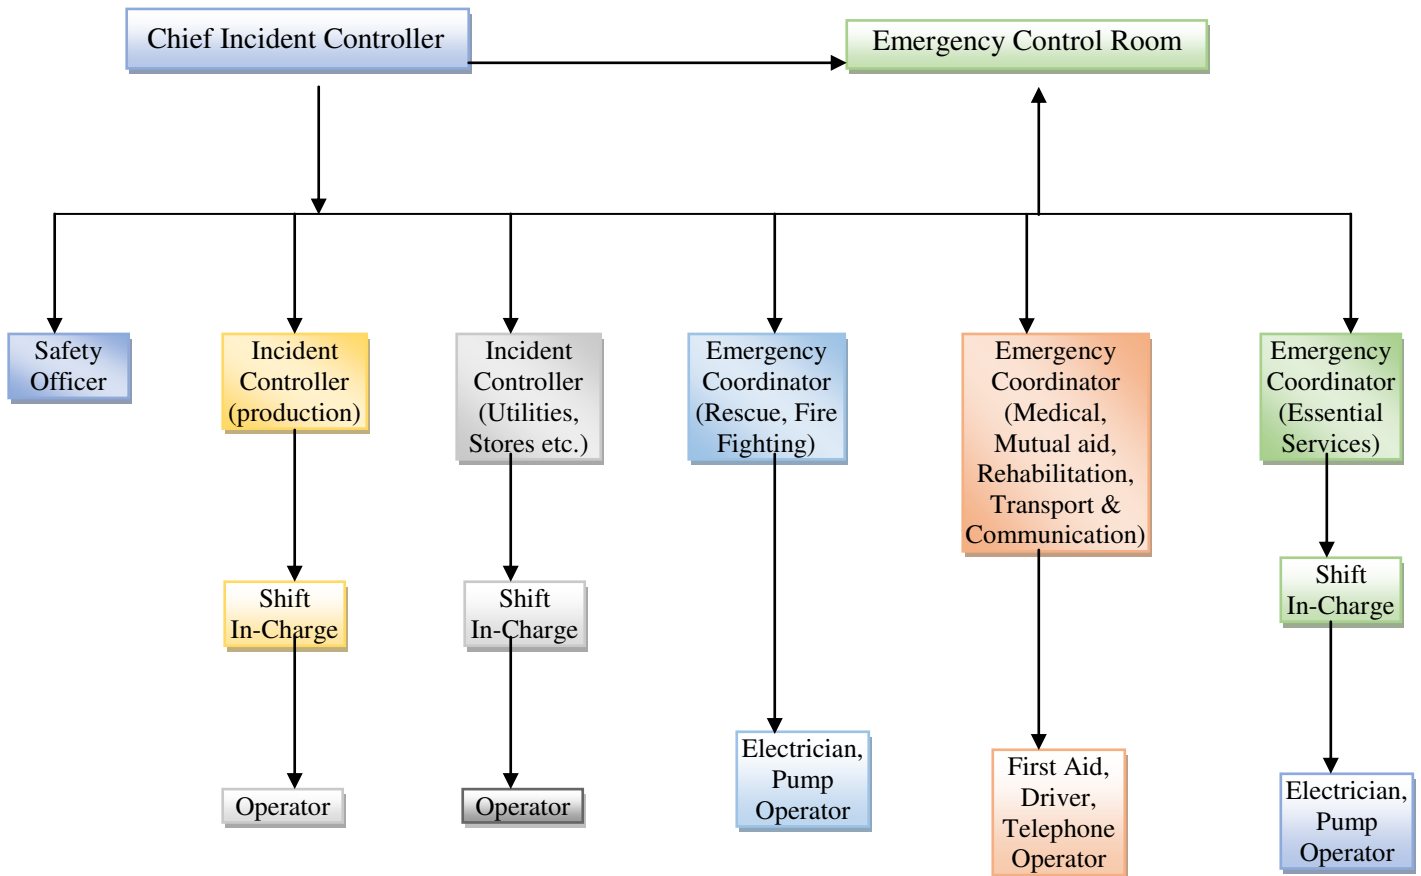 Chief Incident Controller
Emergency Control Room
Safety
Officer
Incident
Controller
(production)
Incident
Controller
(Utilities,
Stores etc.)
Emergency
Coordinator
(Rescue, Fire
Fighting)
Emergency
Coordinator
(Medical,
Mutual aid,
Rehabilitation,
Transport &
Communication)
Emergency
Coordinator
(Essential
Services)
Shift
In-Charge
Shift
In-Charge
Shift
In-Charge
Operator
Operator
Electrician,
Pump
Operator
First Aid,
Driver,
Telephone
Operator
Electrician,
Pump
Operator